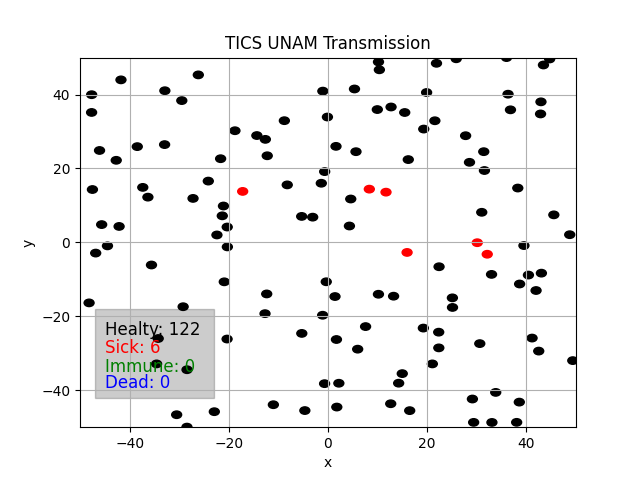 TICS UNAM Transmission
y
40
20
0
−20
−40
Healty: 122
Sick: 6
Immune: 0
Dead: 0
−40 −20 0 20 40
x